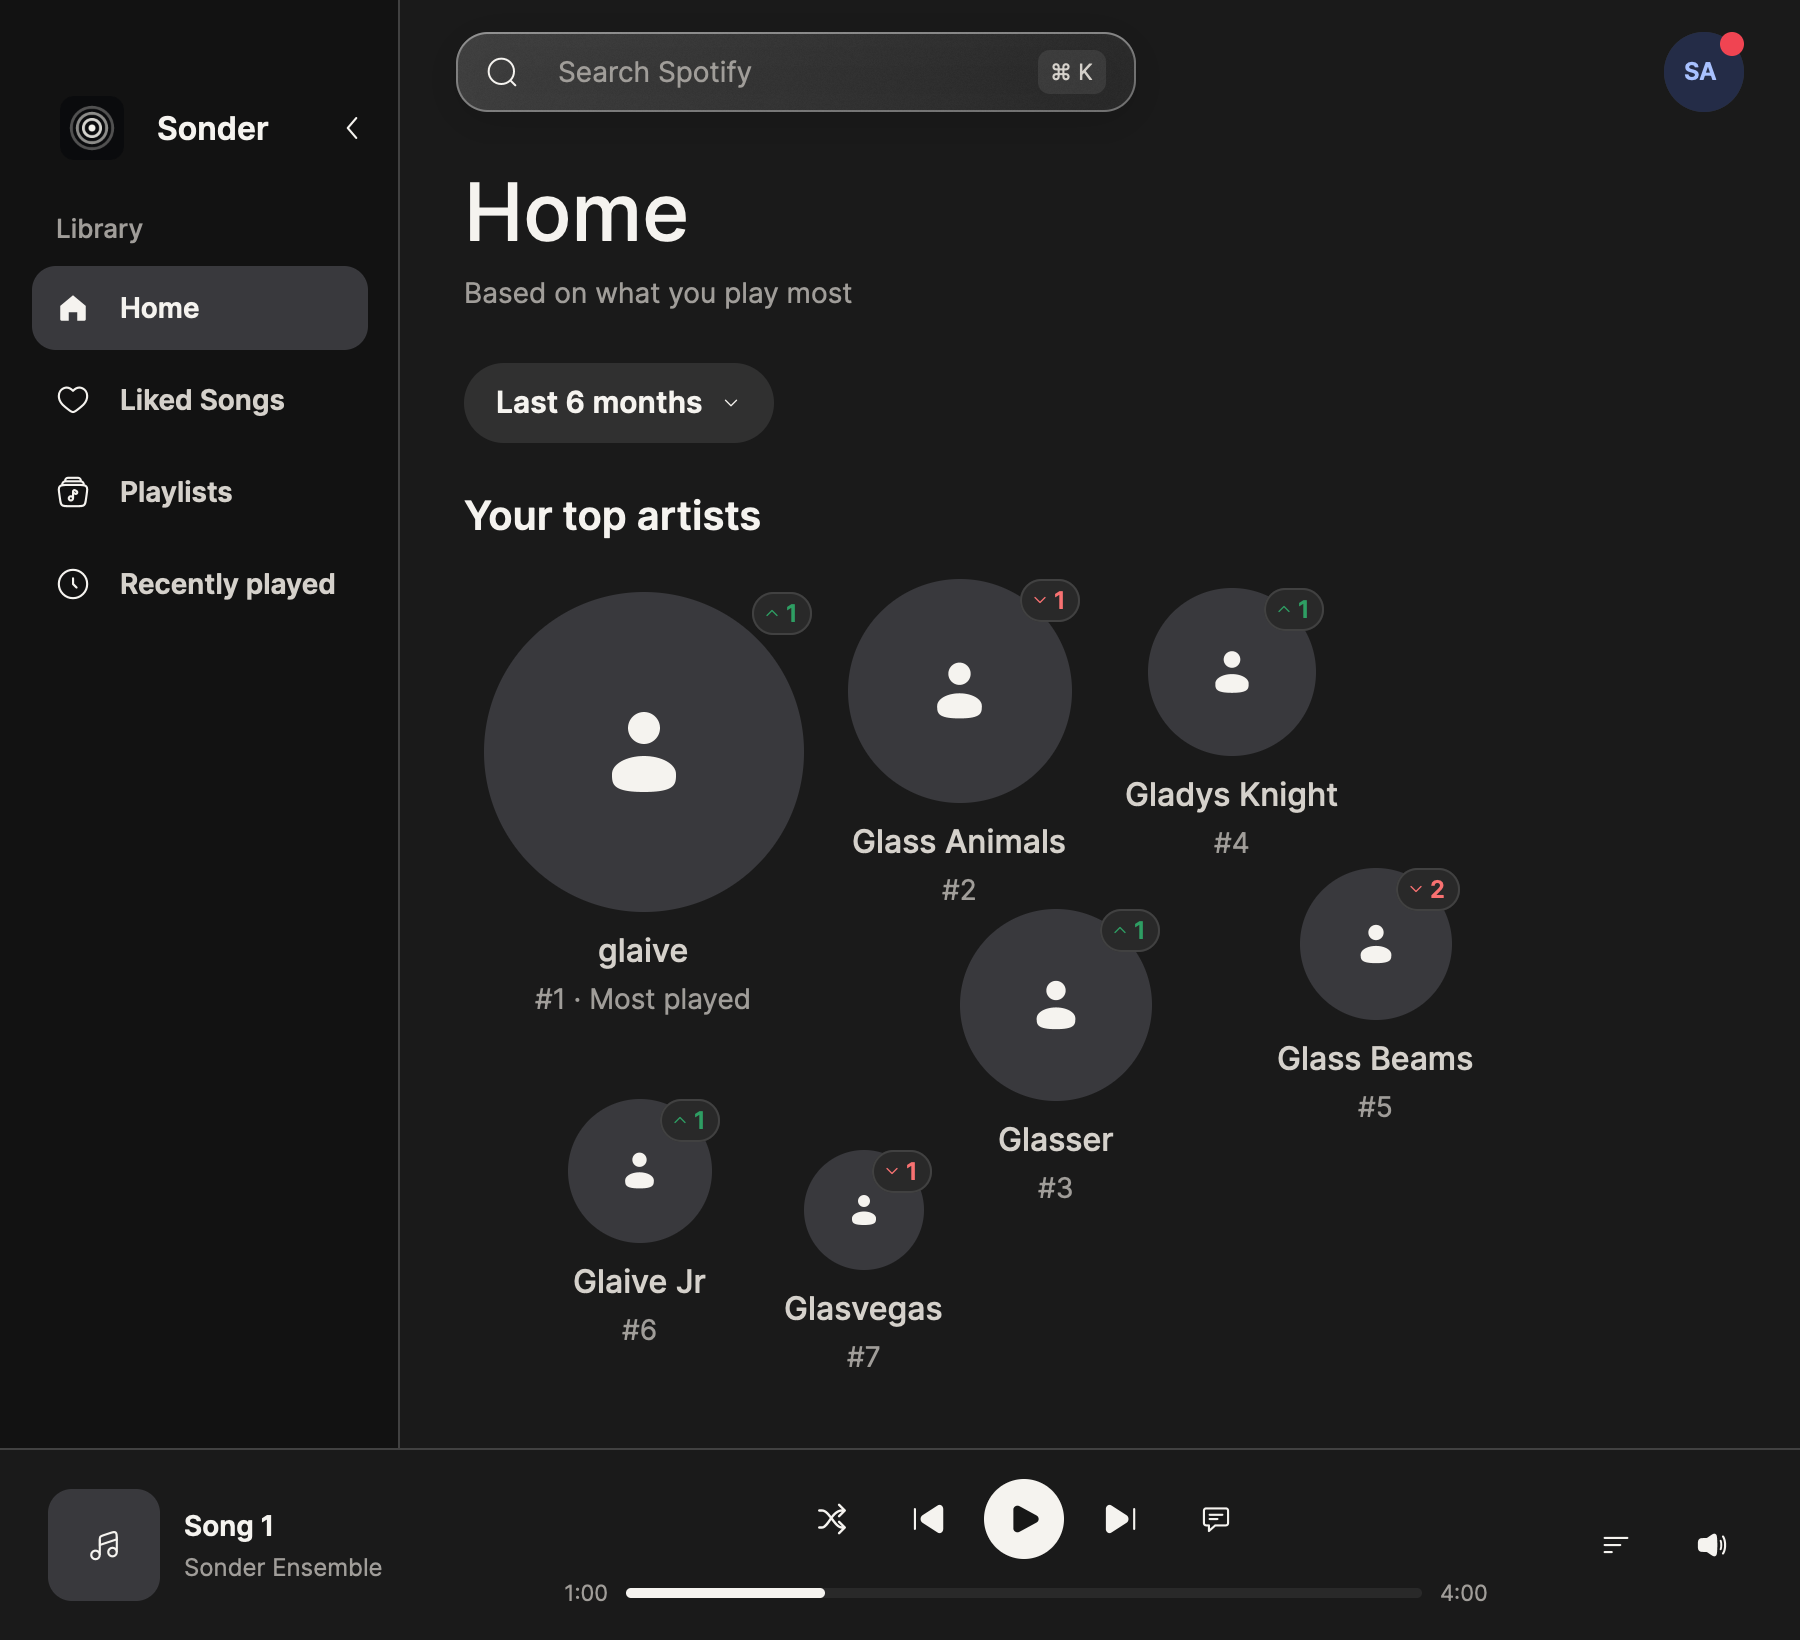 Search Spotify
⌘ K
SA
Sonder
Library
Home
Liked Songs
Playlists
Recently played
Home
Based on what you play most
Last 6 months
Your top artists
1
glaive
#1 · Most played
1
Glass Animals
#2
1
Gladys Knight
#4
1
Glasser
#3
2
Glass Beams
#5
1
Glaive Jr
#6
1
Glasvegas
#7
Song 1
Sonder Ensemble
1:00
4:00